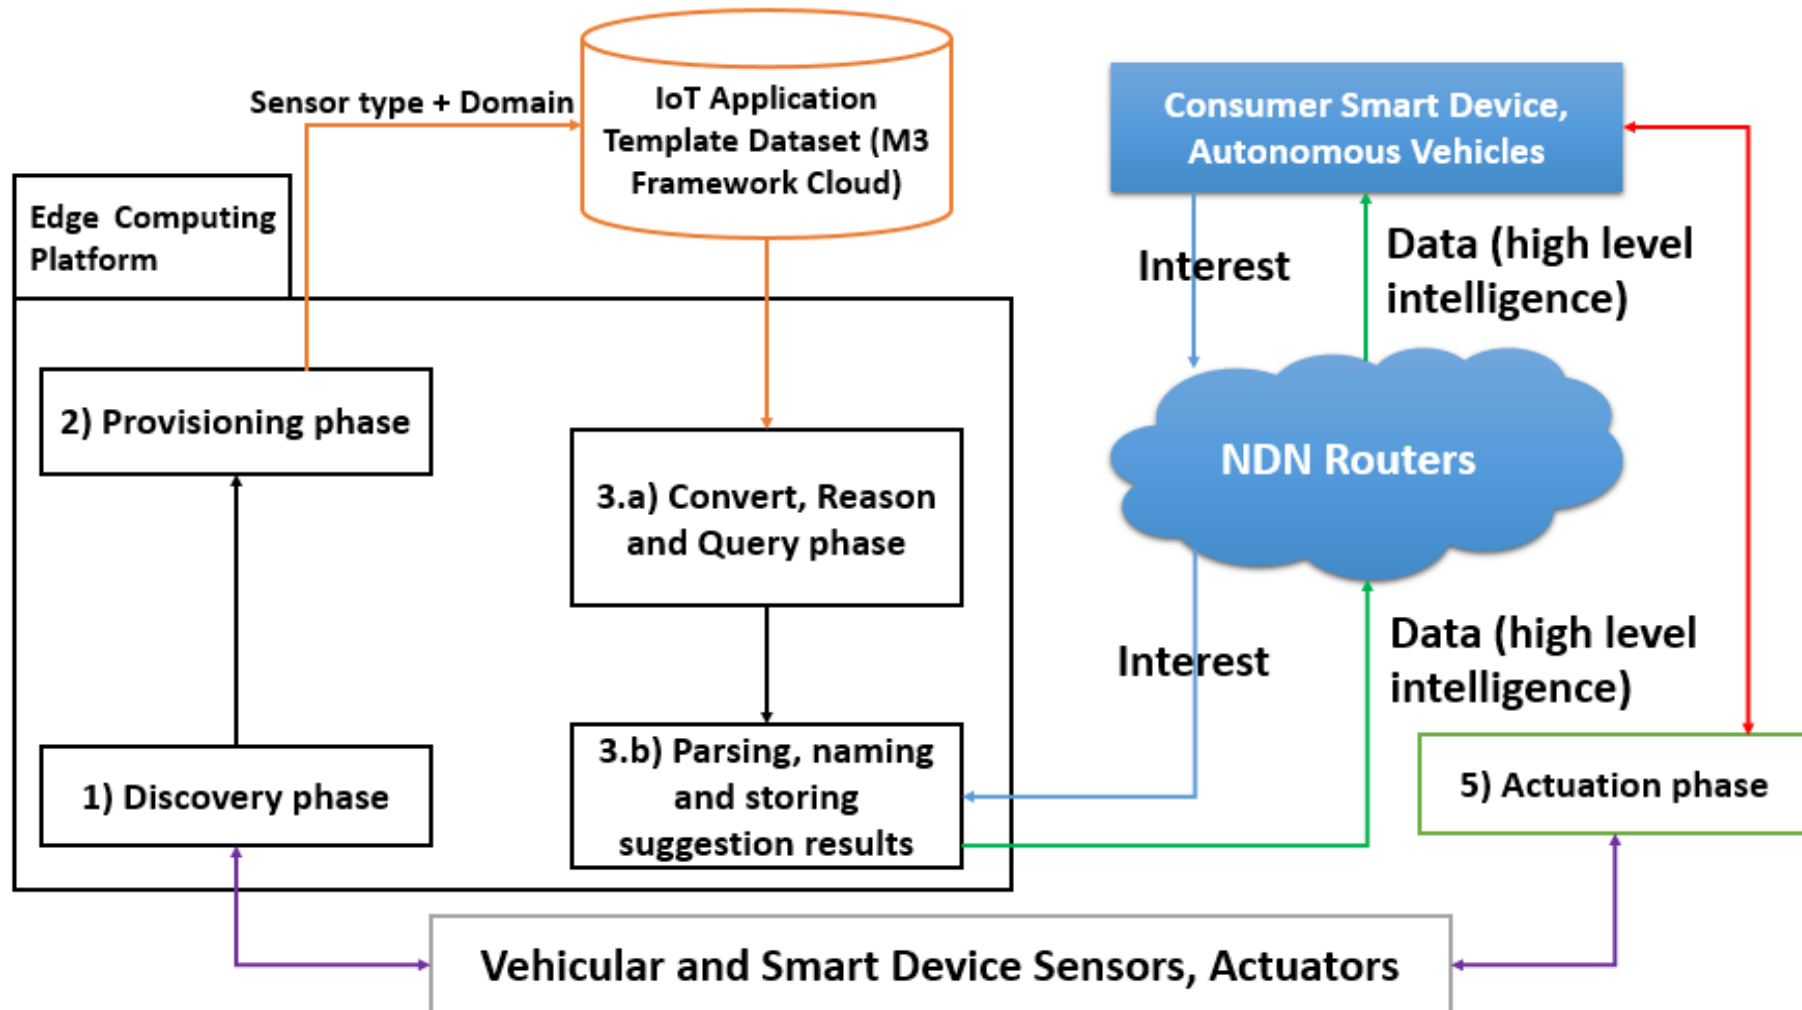 Sensor type + Domain
IoT Application
Template Dataset (M3
Framework Cloud)
Consumer Smart Device,
Autonomous Vehicles
Edge Computing
Platform
Interest
Data (high level
intelligence)
2) Provisioning phase
NDN Routers
3.a) Convert, Reason
and Query phase
Interest
Data (high level
intelligence)
1) Discovery phase
3.b) Parsing, naming
and storing
suggestion results
5) Actuation phase
Vehicular and Smart Device Sensors, Actuators